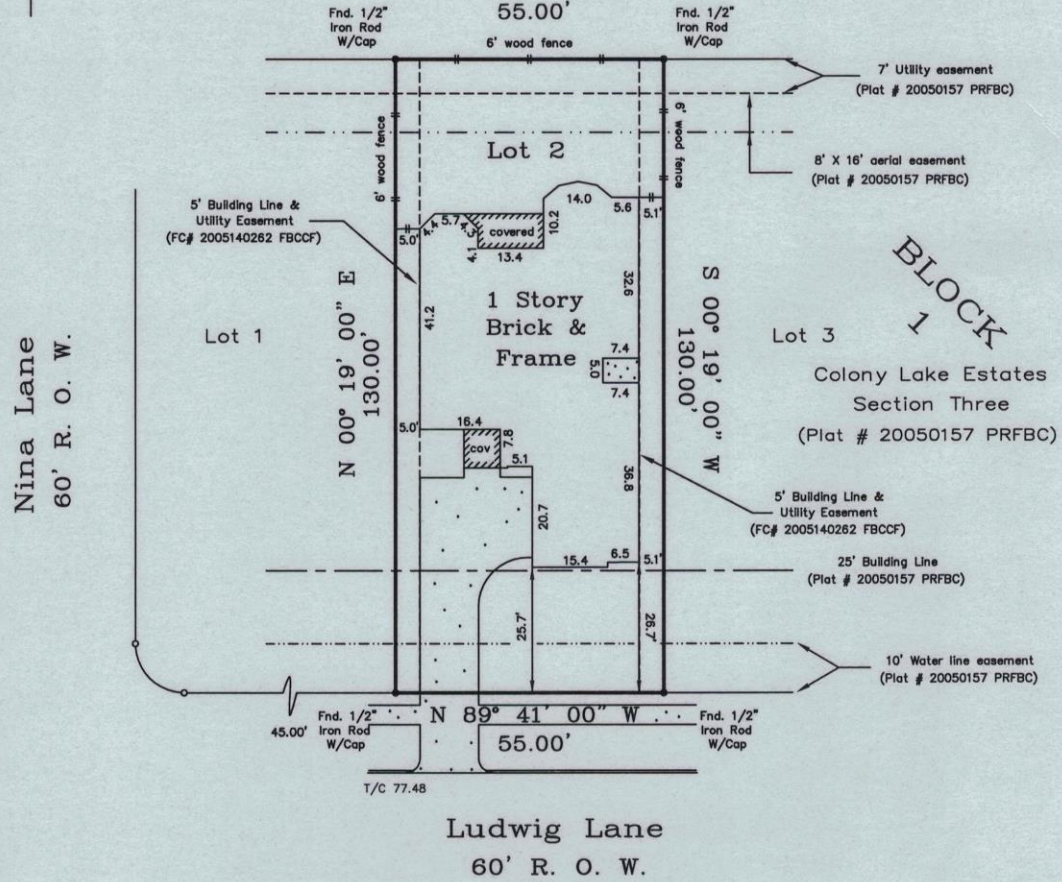 Fnd. 1/2"
Iron Rod
W/Cap
55.00'
Fnd. 1/2"
Iron Rod
W/Cap
6' wood fence
7' Utility easement
(Plat # 20050157 PRFBC)
6' wood fence
6' wood fence
Lot 2
8' X 16' aerial easement
(Plat # 20050157 PRFBC)
5' Building Line &
Utility Easement
(FC# 2005140262 FBCCF)
14.0
5.6
5.1'
5.0'
4.4
5.7
4.5
covered
10.2
4.1
13.4
BLOCK
1
N 00° 19' 00" E
130.00'
41.2
1 Story
Brick &
Frame
32.6
S 00° 19' 00" W
130.00'
Lot 1
Lot 3
Nina Lane
60' R. O. W.
7.4
5.0
7.4
Colony Lake Estates
Section Three
(Plat # 20050157 PRFBC)
5.0'
16.4
cov
7.8
5.1
36.8
5' Building Line &
Utility Easement
(FC# 2005140262 FBCCF)
20.7
15.4
6.5
5.1'
25' Building Line
(Plat # 20050157 PRFBC)
25.7'
26.7'
10' Water line easement
(Plat # 20050157 PRFBC)
45.00'
Fnd. 1/2"
Iron Rod
W/Cap
N 89° 41' 00" W
55.00'
Fnd. 1/2"
Iron Rod
W/Cap
T/C 77.48
Ludwig Lane
60' R. O. W.